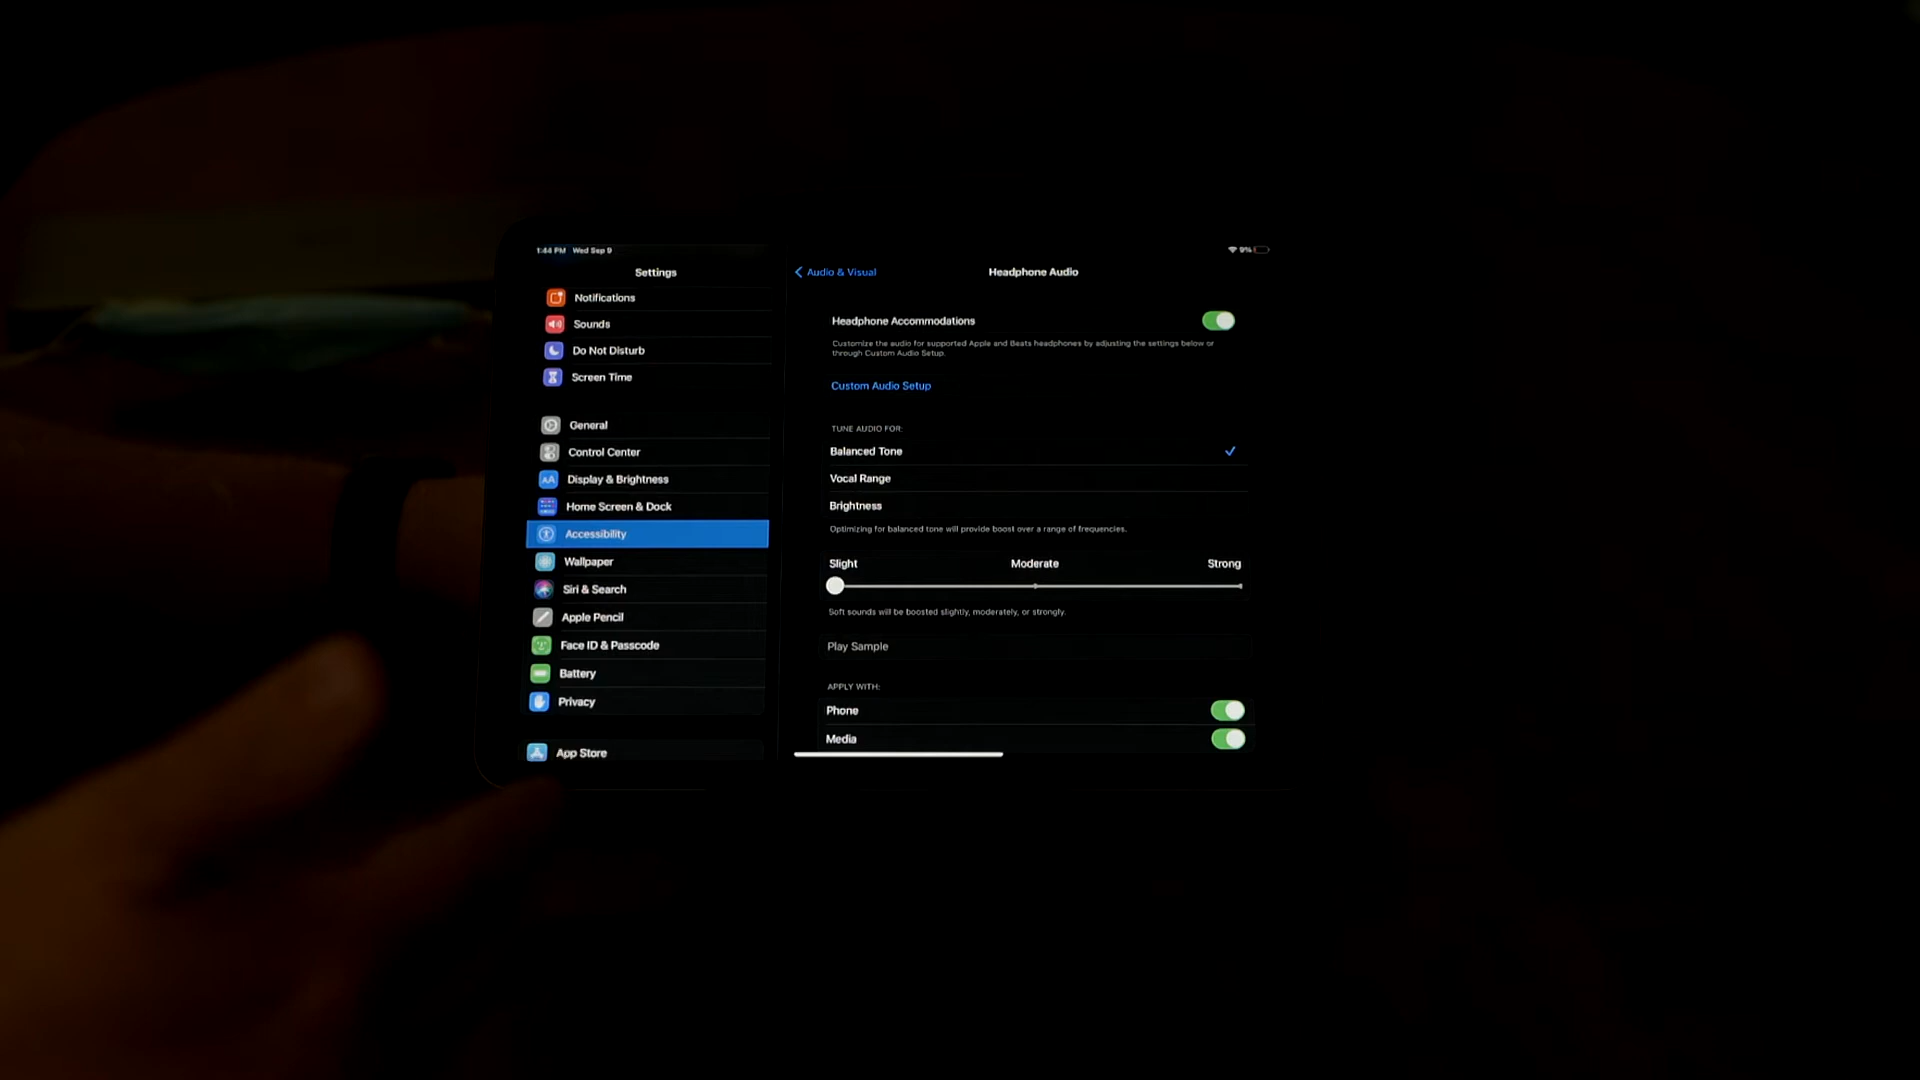 1:44 PM Wed Sep 9
9%
Settings
Notifications
Sounds
Do Not Disturb
Screen Time
General
Control Center
Display & Brightness
Home Screen & Dock
Accessibility
Wallpaper
Siri & Search
Apple Pencil
Face ID & Passcode
Battery
Privacy
App Store
Audio & Visual
Headphone Audio
Headphone Accommodations
Customize the audio for supported Apple and Beats headphones by adjusting the settings below or
through Custom Audio Setup.
Custom Audio Setup
TUNE AUDIO FOR:
Balanced Tone
Vocal Range
Brightness
Optimizing for balanced tone will provide boost over a range of frequencies.
Slight Moderate Strong
Soft sounds will be boosted slightly, moderately, or strongly.
Play Sample
APPLY WITH:
Phone
Media